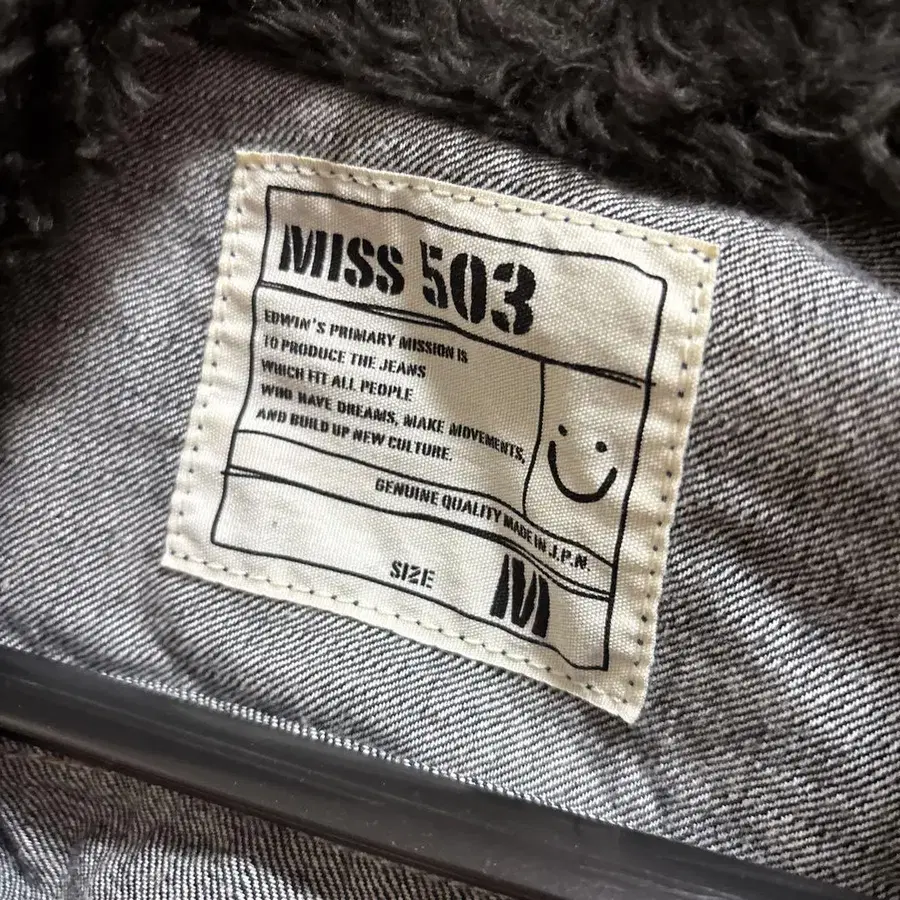 MISS 503
EDWIN'S PRIMARY MISSION IS
TO PRODUCE THE JEANS
WHICH FIT ALL PEOPLE
WHO HAVE DREAMS, MAKE MOVEMENTS,
AND BUILD UP NEW CULTURE.
GENUINE QUALITY MADE IN J.P.N.
SIZE M